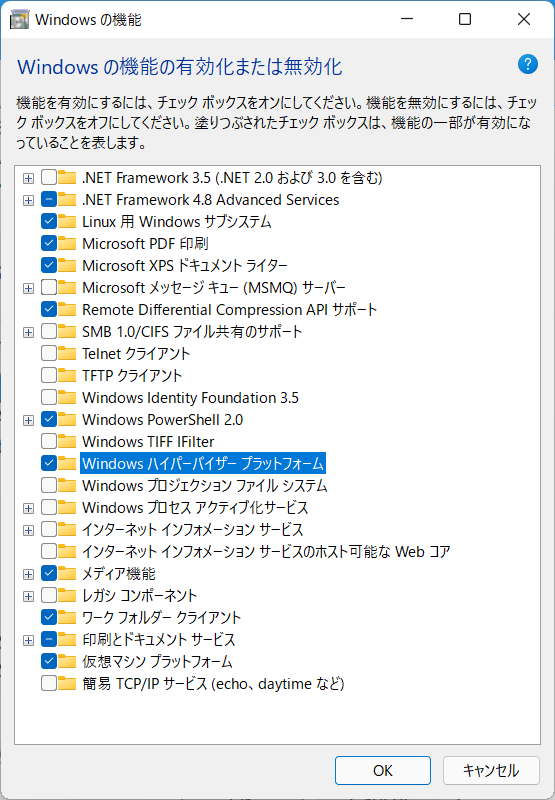 Windows の機能
Windows の機能の有効化または無効化
?
機能を有効にするには、チェック ボックスをオンにしてください。機能を無効にするには、チェッ
ク ボックスをオフにしてください。塗りつぶされたチェック ボックスは、機能の一部が有効にな
っていることを表します。
.NET Framework 3.5 (.NET 2.0 および 3.0 を含む)
.NET Framework 4.8 Advanced Services
Linux 用 Windows サブシステム
Microsoft PDF 印刷
Microsoft XPS ドキュメント ライター
Microsoft メッセージ キュー (MSMQ) サーバー
Remote Differential Compression API サポート
SMB 1.0/CIFS ファイル共有のサポート
Telnet クライアント
TFTP クライアント
Windows Identity Foundation 3.5
Windows PowerShell 2.0
Windows TIFF IFilter
Windows ハイパーバイザー プラットフォーム
Windows プロジェクション ファイル システム
Windows プロセス アクティブ化サービス
インターネット インフォメーション サービス
インターネット インフォメーション サービスのホスト可能な Web コア
メディア機能
レガシ コンポーネント
ワーク フォルダー クライアント
印刷とドキュメント サービス
仮想マシン プラットフォーム
簡易 TCP/IP サービス (echo、daytime など)
OK
キャンセル